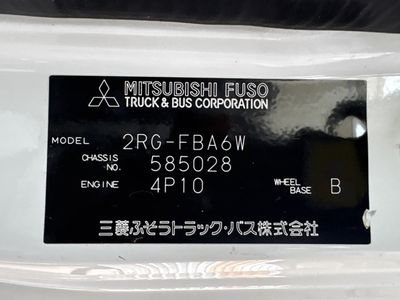 MITSUBISHI FUSO
TRUCK & BUS CORPORATION
MODEL 2RG-FBA6W
CHASSIS NO. 585028
ENGINE 4P10 WHEEL BASE B
三菱ふそうトラック・バス株式会社